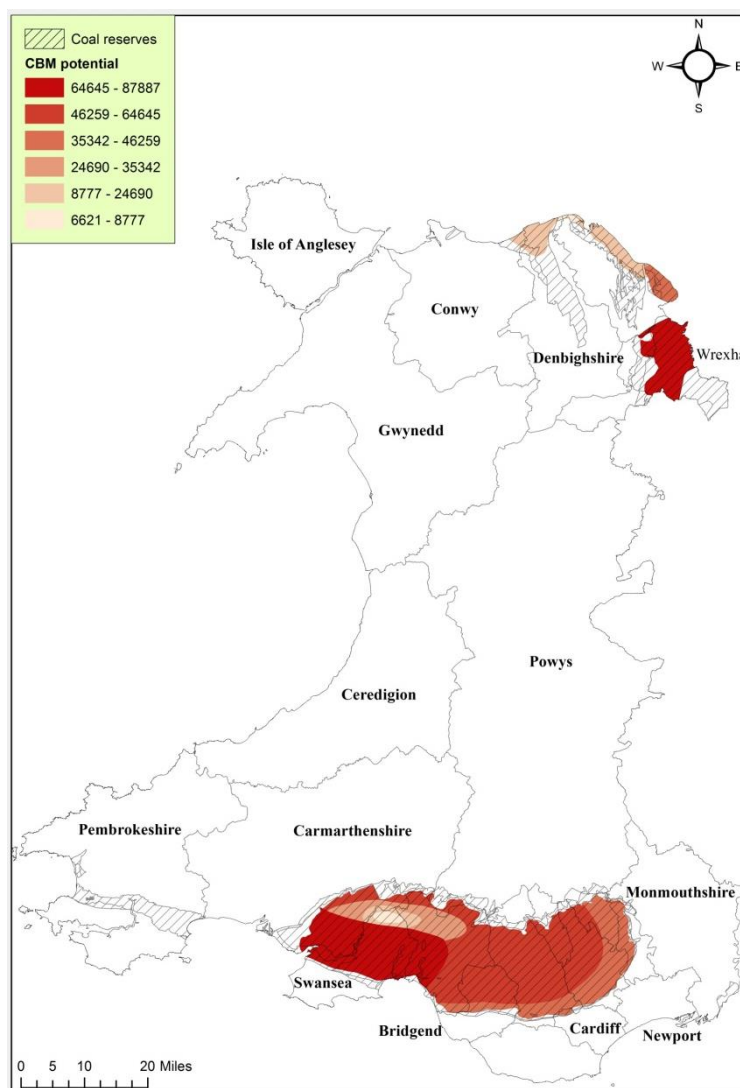 Coal reserves
CBM potential
64645 - 87887
46259 - 64645
35342 - 46259
24690 - 35342
8777 - 24690
6621 - 8777
N
W
E
S
Isle of Anglesey
Conwy
Denbighshire
Wrexha
Gwynedd
Powys
Ceredigion
Pembrokeshire
Carmarthenshire
Monmouthshire
Swansea
Bridgend
Cardiff
Newport
0 5 10 20 Miles